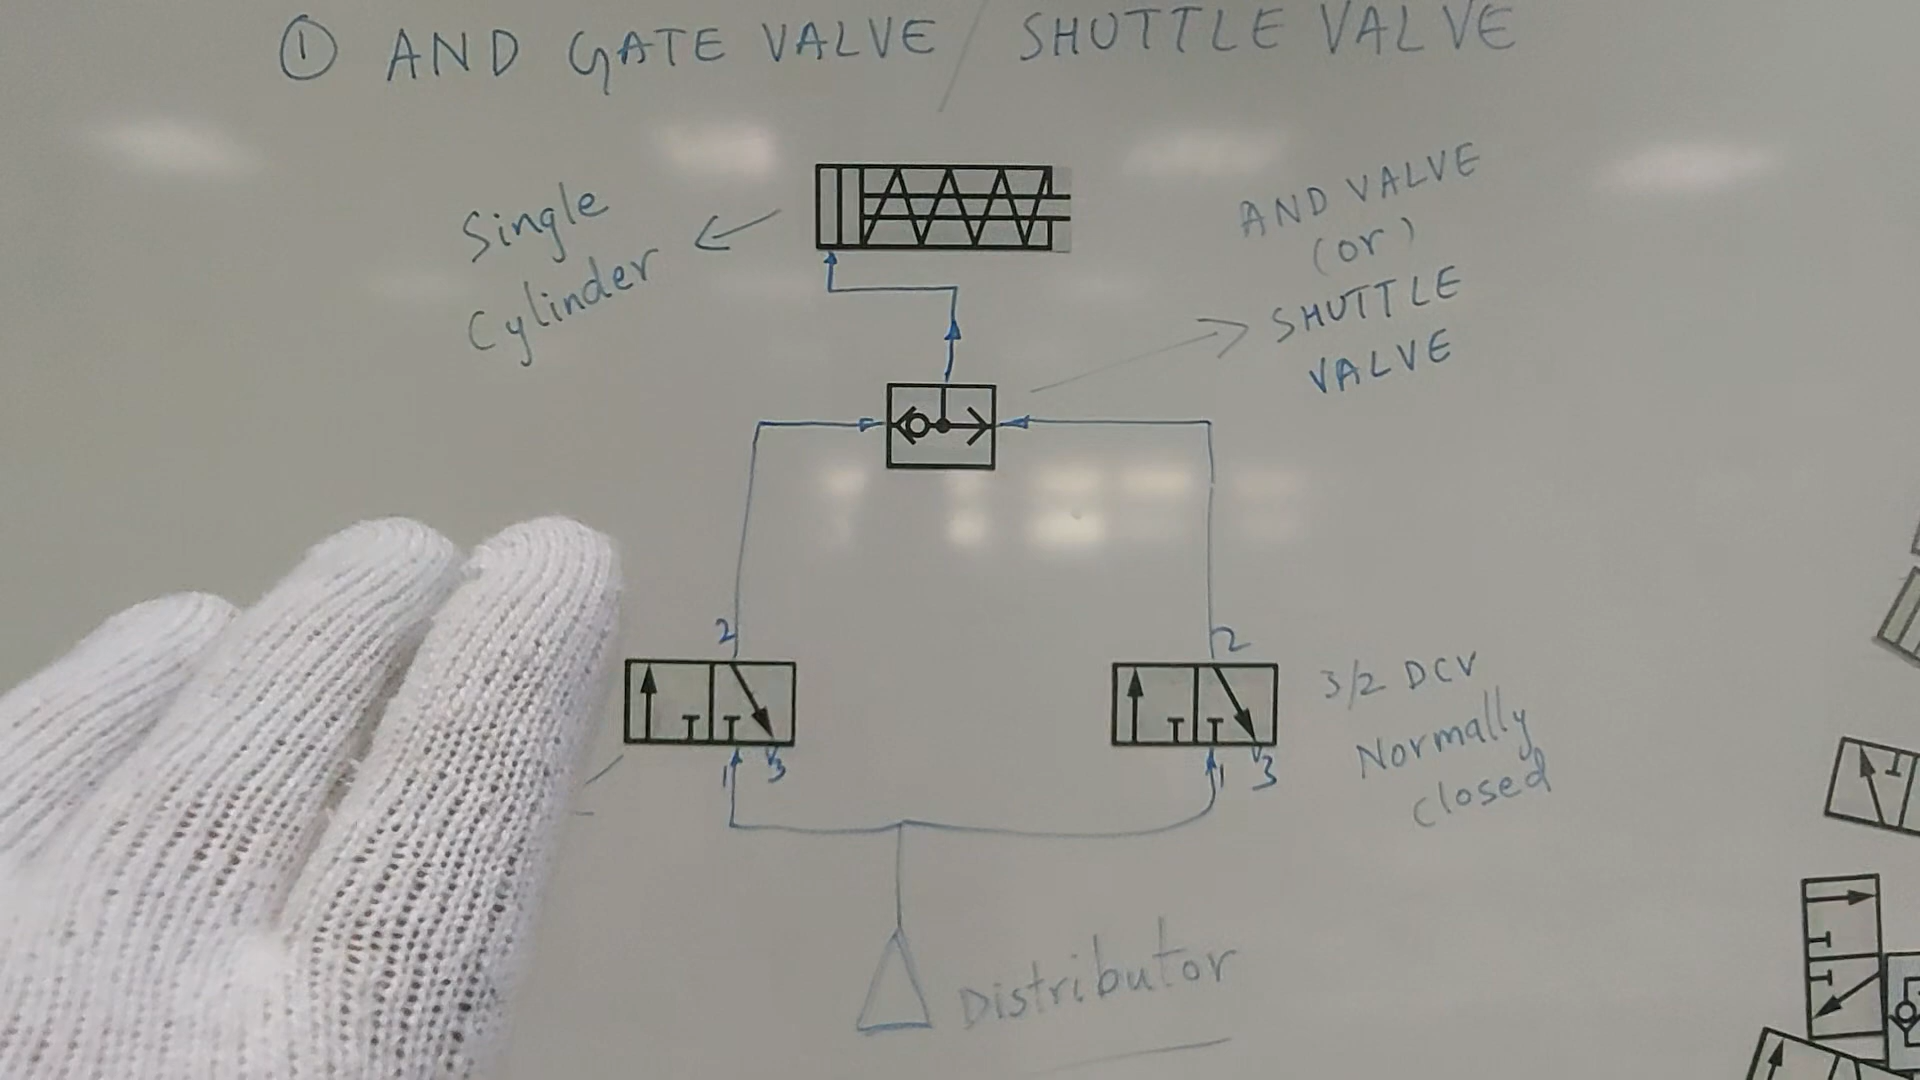 ① AND GATE VALVE / SHUTTLE VALVE
Single
Cylinder
AND VALVE
(or)
SHUTTLE
VALVE
2
2
3/2 DCV
Normally
closed
1 3
1 3
Distributor